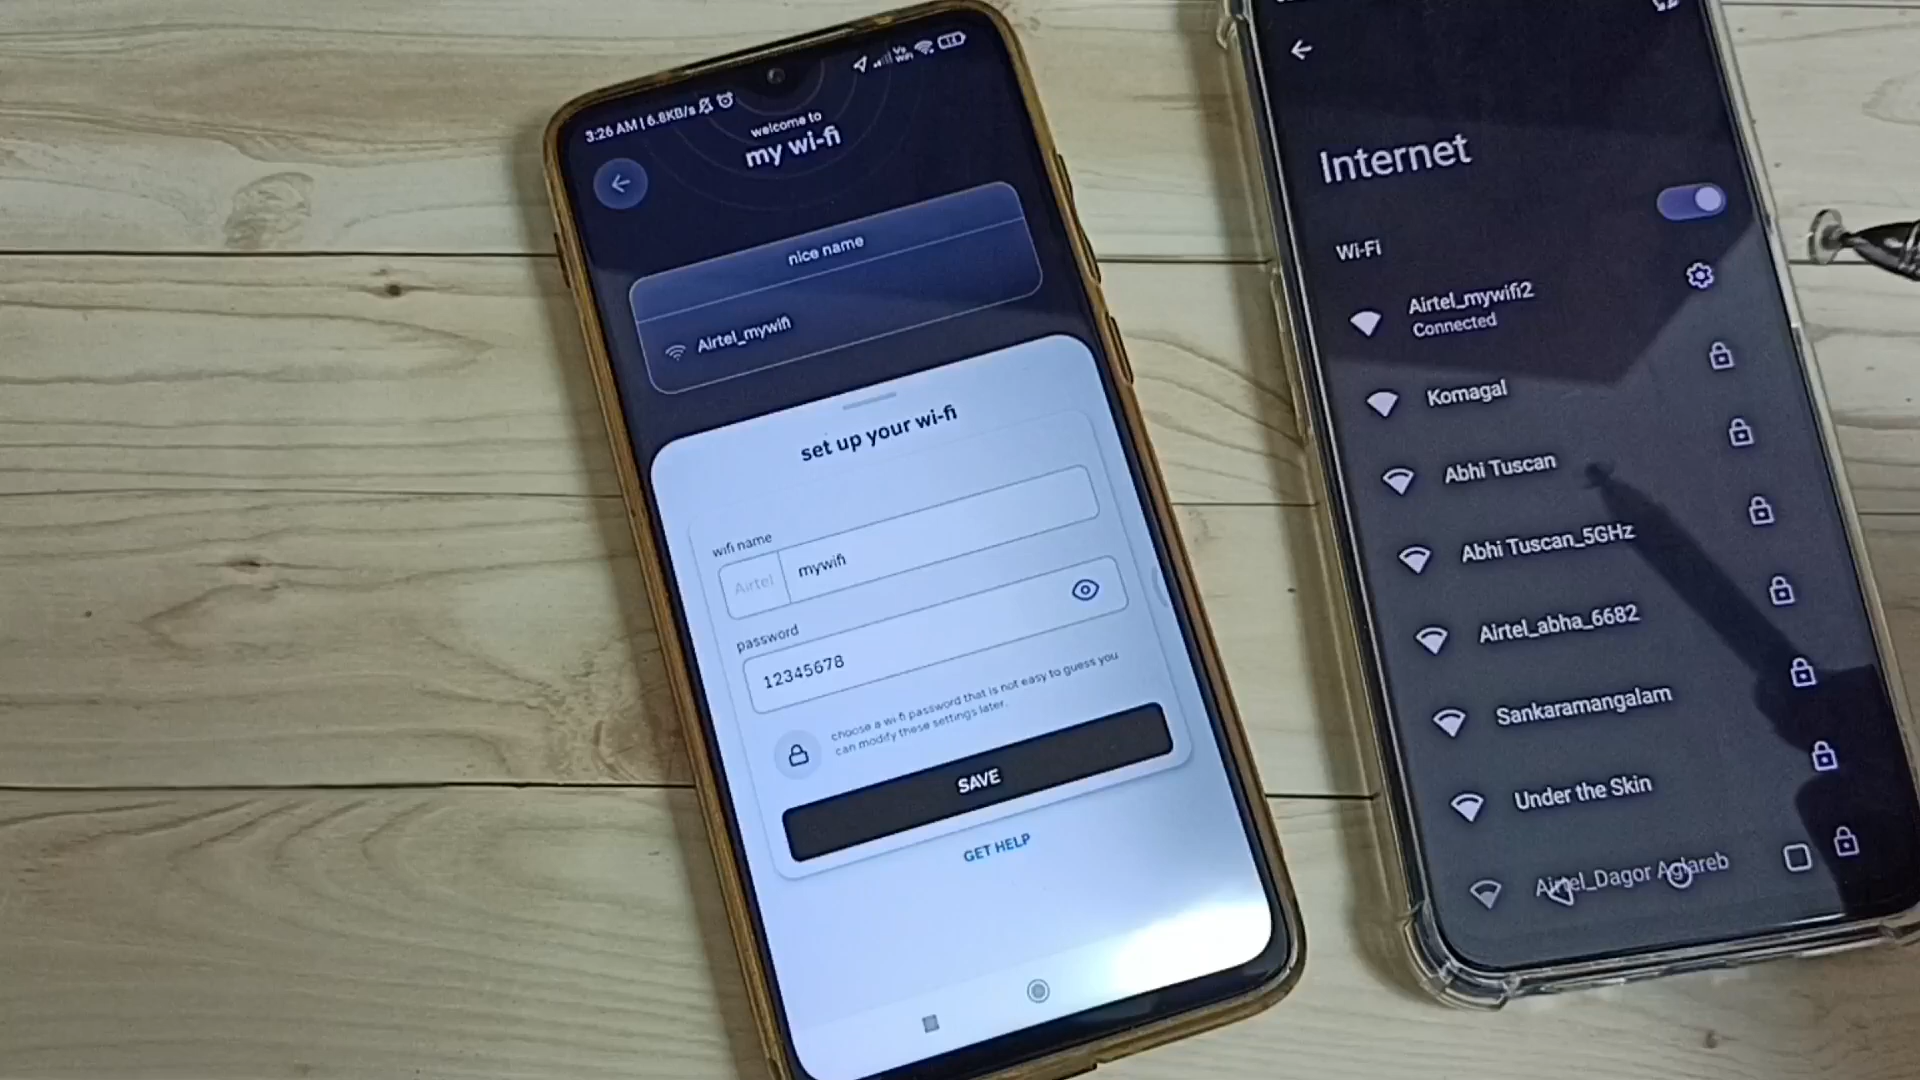 3:26 AM | 6.8KB/s
Vo
WiFi
welcome to
my wi-fi
nice name
Airtel_mywifi
set up your wi-fi
wifi name
Airtel
mywifi
password
12345678
choose a wi-fi password that is not easy to guess you
can modify these settings later.
SAVE
GET HELP
Internet
Wi-Fi
Airtel_mywifi2
Connected
Komagal
Abhi Tuscan
Abhi Tuscan_5GHz
Airtel_abha_6682
Sankaramangalam
Under the Skin
Airtel_Dagor Aglareb